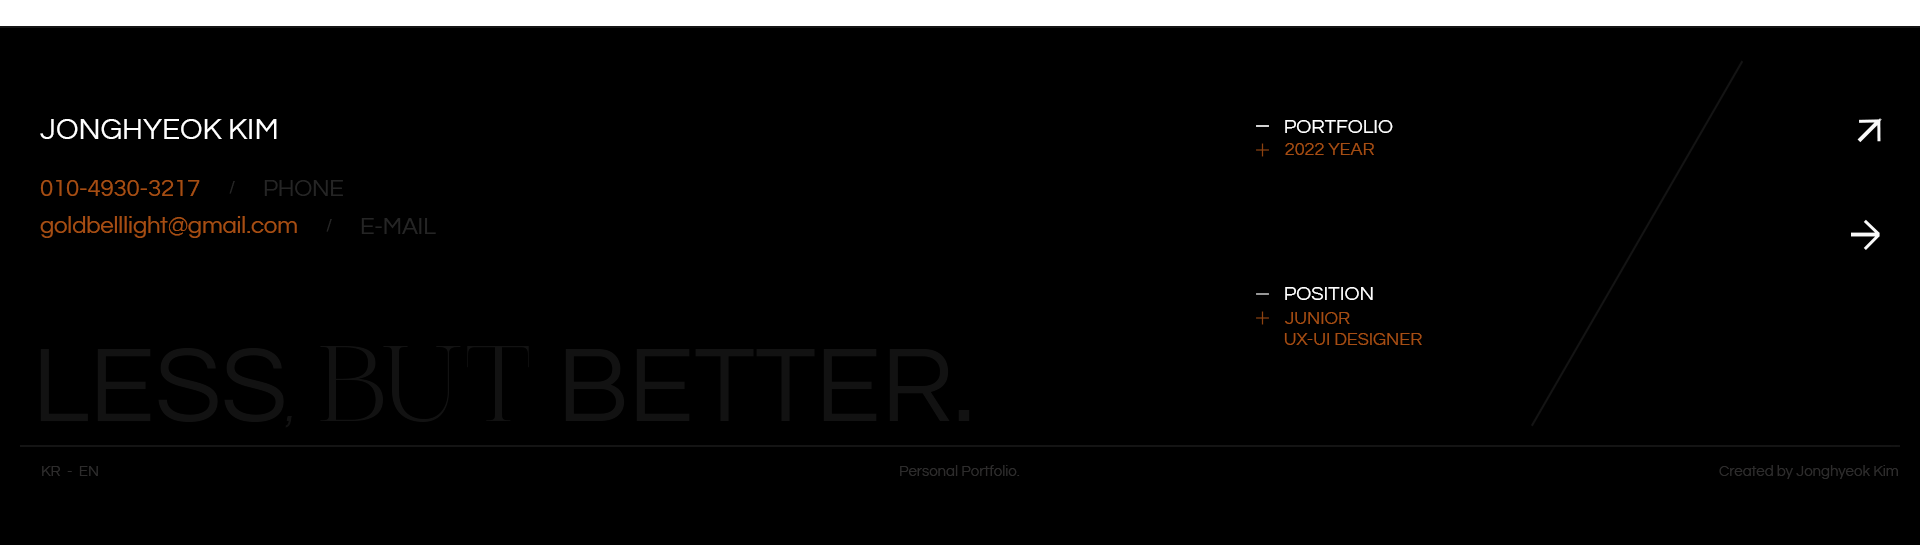 JONGHYEOK KIM
010-4930-3217 / PHONE
goldbelllight@gmail.com / E-MAIL
— PORTFOLIO
+ 2022 YEAR
— POSITION
+ JUNIOR
UX-UI DESIGNER
LESS, BUT BETTER.
KR - EN
Personal Portfolio.
Created by Jonghyeok Kim